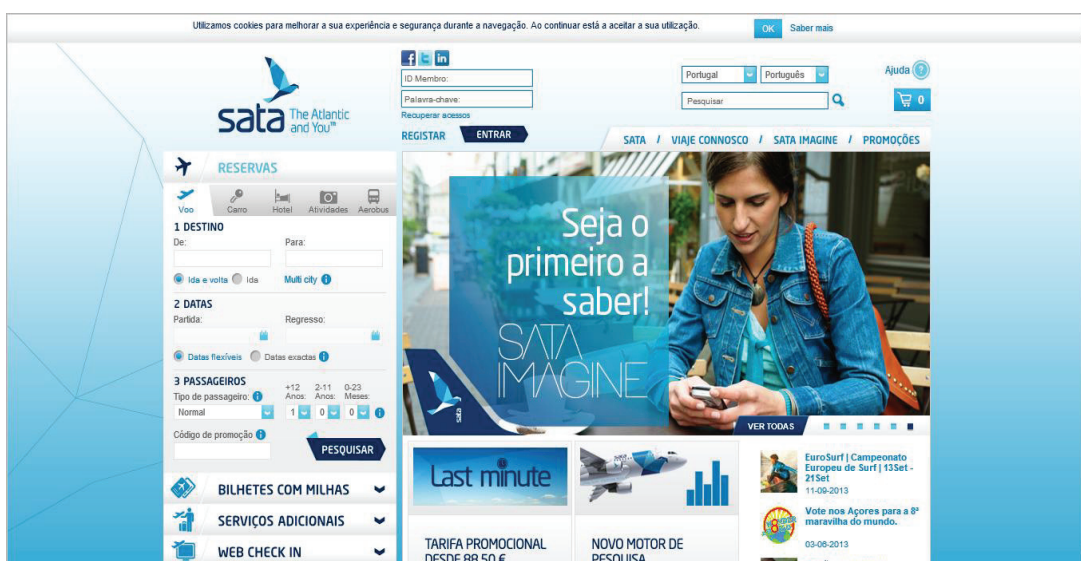 Utilizamos cookies para melhorar a sua experiência e segurança durante a navegação. Ao continuar está a aceitar a sua utilização.
OK
Saber mais
sata The Atlantic
and You™
ID Membro:
Palavra-chave:
Recuperar acessos
REGISTAR
ENTRAR
Portugal
Português
Ajuda ?
Pesquisar
0
SATA / VIAJE CONNOSCO / SATA IMAGINE / PROMOÇÕES
RESERVAS
Voo
Carro
Hotel
Atividades
Aerobus
1 DESTINO
De:
Para:
Ida e volta
Ida
Multi city
2 DATAS
Partida:
Regresso:
Datas flexíveis
Datas exactas
3 PASSAGEIROS
Tipo de passageiro:
+12
Anos:
2-11
Anos:
0-23
Meses:
Normal
1
0
0
Código de promoção
PESQUISAR
BILHETES COM MILHAS
SERVIÇOS ADICIONAIS
WEB CHECK IN
Seja o
primeiro a
saber!
SATA
IMAGINE
sata
VER TODAS
Last minute
TARIFA PROMOCIONAL
DESDE 88,50 €
NOVO MOTOR DE
PESQUISA
EuroSurf | Campeonato
Europeu de Surf | 13Set -
21Set
11-09-2013
Vote nos Açores para a 8ª
maravilha do mundo.
03-06-2013